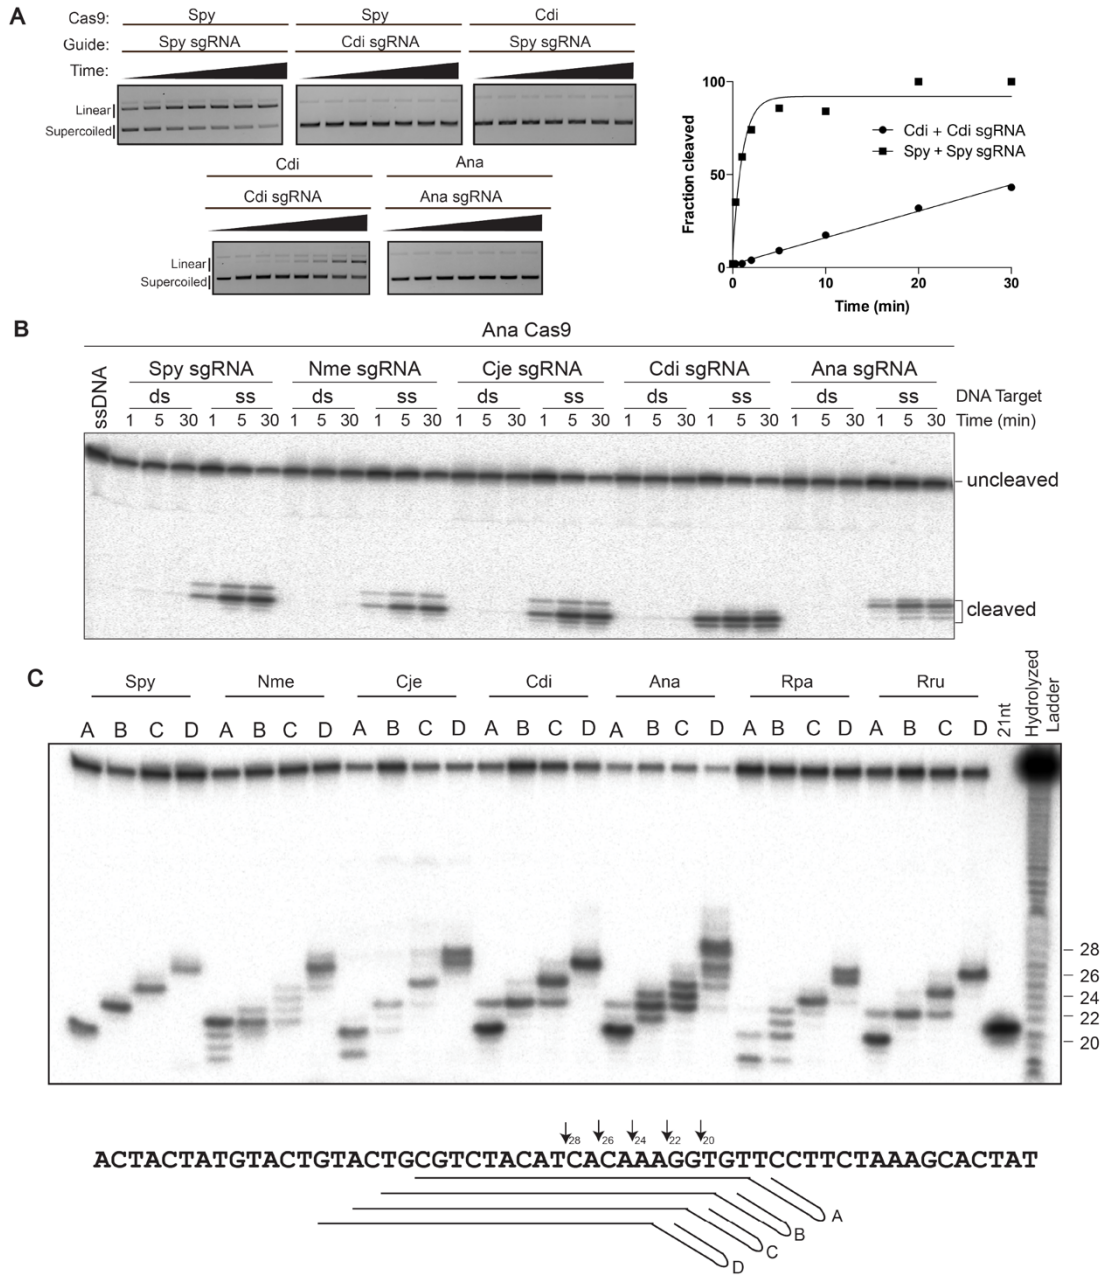 A
Cas9: Spy Spy Cdi
Guide: Spy sgRNA Cdi sgRNA Spy sgRNA
Time:
Linear
Supercoiled
Cdi Ana
Cdi sgRNA Ana sgRNA
Linear
Supercoiled
100
50
0
Fraction cleaved
Cdi + Cdi sgRNA
Spy + Spy sgRNA
0 10 20 30
Time (min)
B
Ana Cas9
ssDNA
Spy sgRNA Nme sgRNA Cje sgRNA Cdi sgRNA Ana sgRNA
ds ss ds ss ds ss ds ss ds ss DNA Target
1 5 30 1 5 30 1 5 30 1 5 30 1 5 30 1 5 30 1 5 30 1 5 30 1 5 30 1 5 30 Time (min)
uncleaved
cleaved
C
Spy Nme Cje Cdi Ana Rpa Rru
A B C D A B C D A B C D A B C D A B C D A B C D A B C D
21nt
Hydrolyzed
Ladder
28
26
24
22
20
28 26 24 22 20
ACTACTATGTACTGTACTGCGTCTACATCACAAAGGTGTTCCTTCTAAAGCACTAT
A
B
C
D